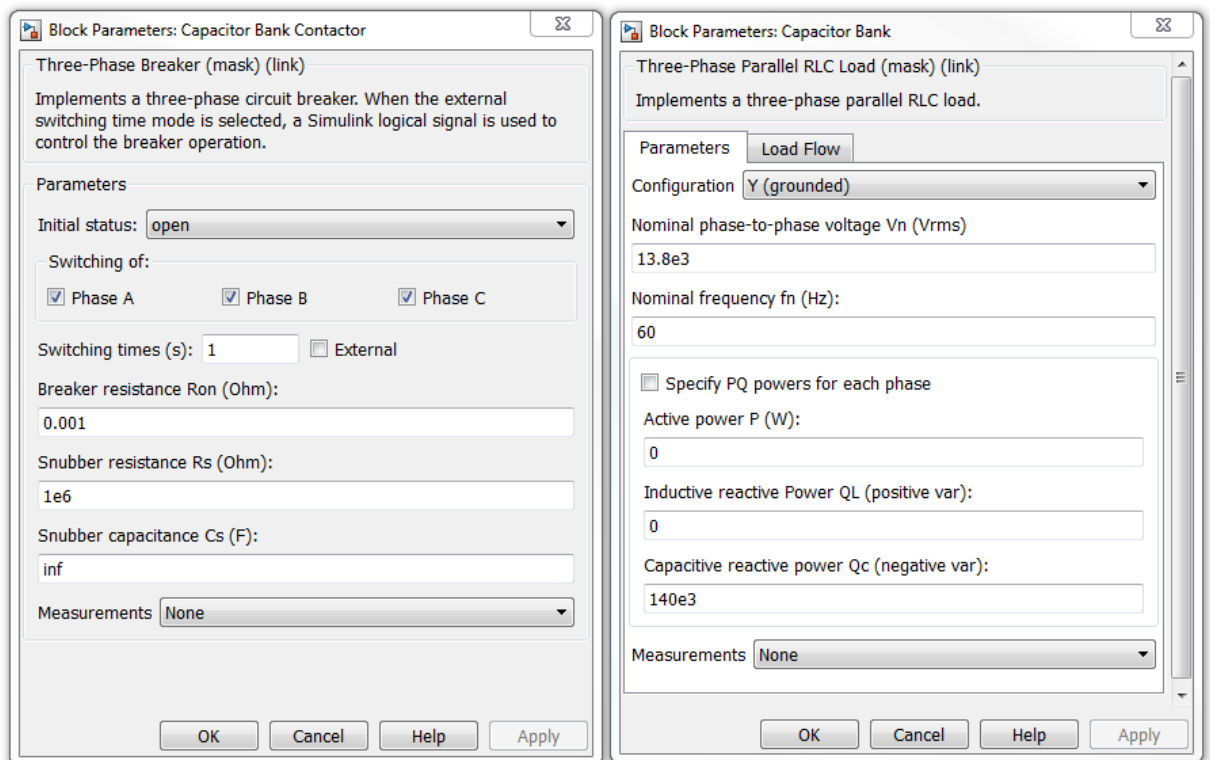 Block Parameters: Capacitor Bank Contactor
Three-Phase Breaker (mask) (link)
Implements a three-phase circuit breaker. When the external
switching time mode is selected, a Simulink logical signal is used to
control the breaker operation.
Parameters
Initial status: open
Switching of:
Phase A Phase B Phase C
Switching times (s): 1 External
Breaker resistance Ron (Ohm):
0.001
Snubber resistance Rs (Ohm):
1e6
Snubber capacitance Cs (F):
inf
Measurements None
OK Cancel Help Apply
Block Parameters: Capacitor Bank
Three-Phase Parallel RLC Load (mask) (link)
Implements a three-phase parallel RLC load.
Parameters Load Flow
Configuration Y (grounded)
Nominal phase-to-phase voltage Vn (Vrms)
13.8e3
Nominal frequency fn (Hz):
60
Specify PQ powers for each phase
Active power P (W):
0
Inductive reactive Power QL (positive var):
0
Capacitive reactive power Qc (negative var):
140e3
Measurements None
OK Cancel Help Apply